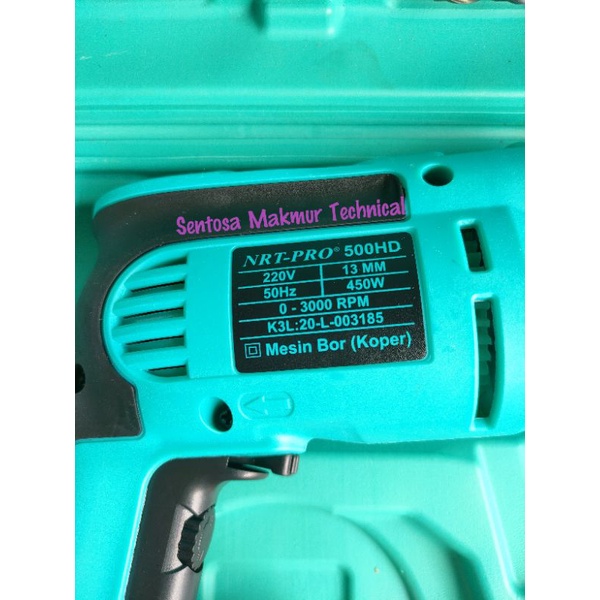 Sentosa Makmur Technical
NRT-PRO® 500HD
220V 13 MM
50Hz 450W
0 - 3000 RPM
K3L:20-L-003185
Mesin Bor (Koper)